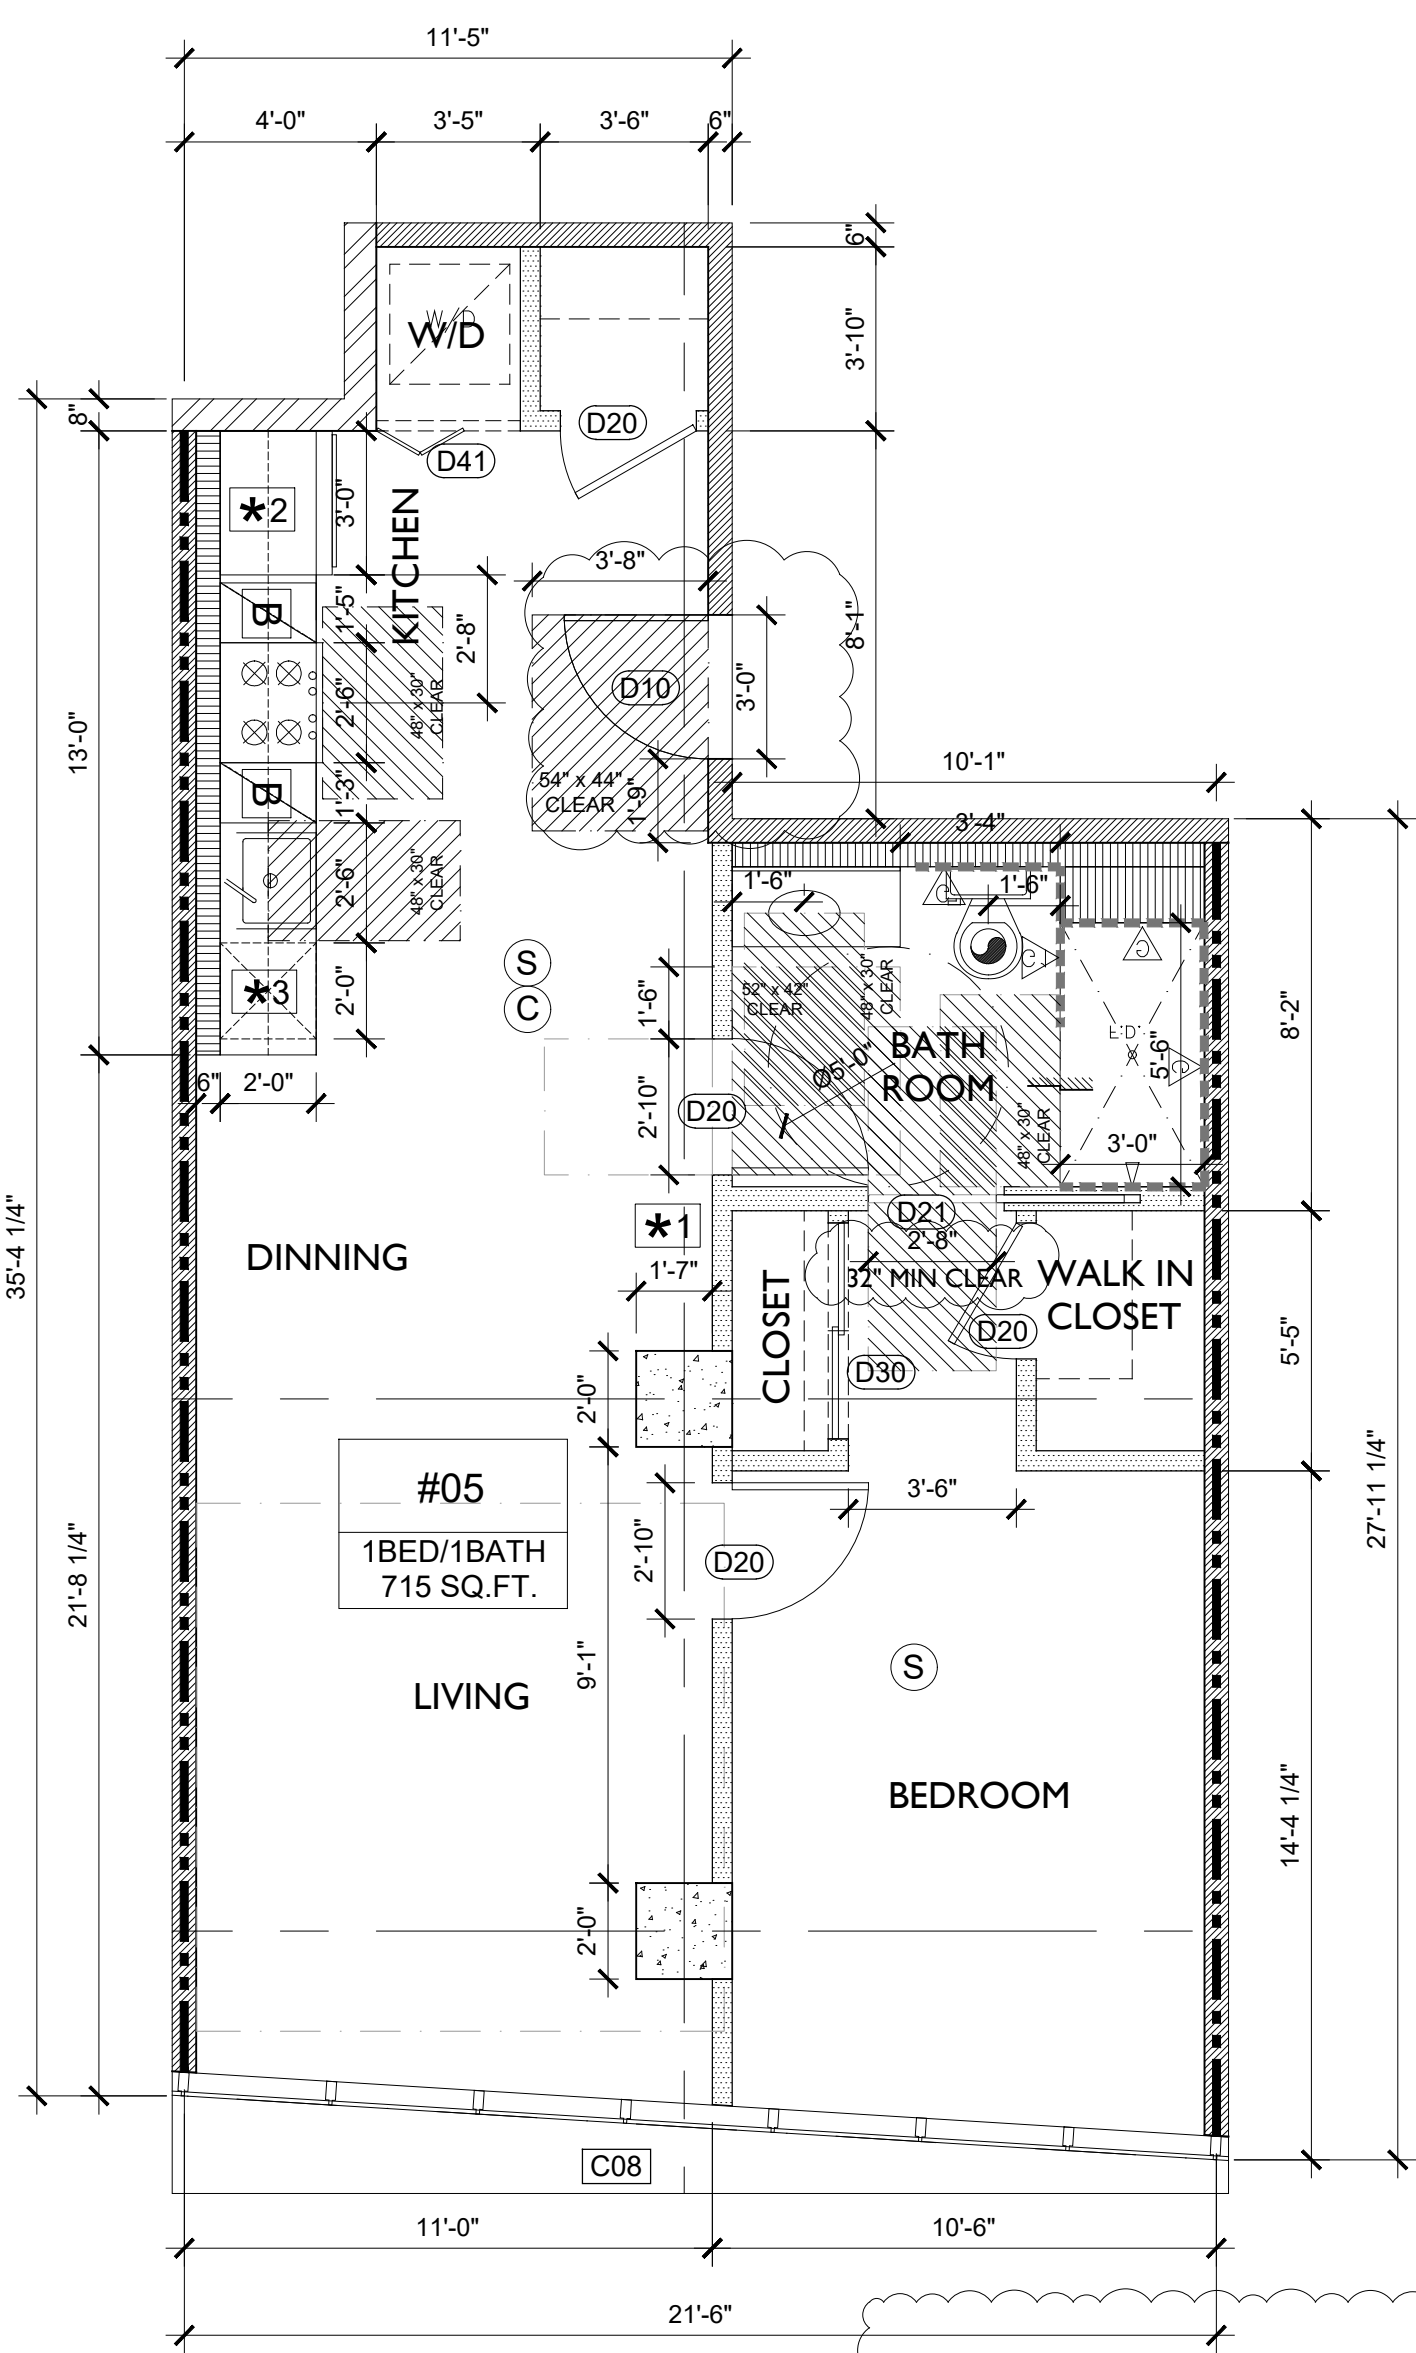 11'-5"
4'-0"
3'-5"
3'-6"
6"
6"
3'-10"
W/D
W/D
8"
D20
D41
*2
3'-0"
KITCHEN
3'-8"
B
1'-5"
2'-8"
8'-1"
D10
3'-0"
2'-6"
48" x 30"
CLEAR
13'-0"
10'-1"
54" x 44"
CLEAR
1'-9"
B
1'-3"
3'-4"
2'-6"
48" x 30"
CLEAR
1'-6"
1'-6"
G
G
G
S
C
*3
2'-0"
1'-6"
52" x 42"
CLEAR
48" x 30"
CLEAR
8'-2"
BATH
ROOM
Ø5'-0"
5'-6"
G
6"
2'-0"
2'-10"
D20
48" x 30"
CLEAR
3'-0"
*1
D21
2'-8"
32" MIN CLEAR
35'-4 1/4"
DINNING
1'-7"
CLOSET
WALK IN
CLOSET
D20
5'-5"
D30
2'-0"
#05
1BED/1BATH
715 SQ.FT.
3'-6"
27'-11 1/4"
21'-8 1/4"
2'-10"
D20
9'-1"
S
LIVING
BEDROOM
14'-4 1/4"
2'-0"
C08
11'-0"
10'-6"
21'-6"